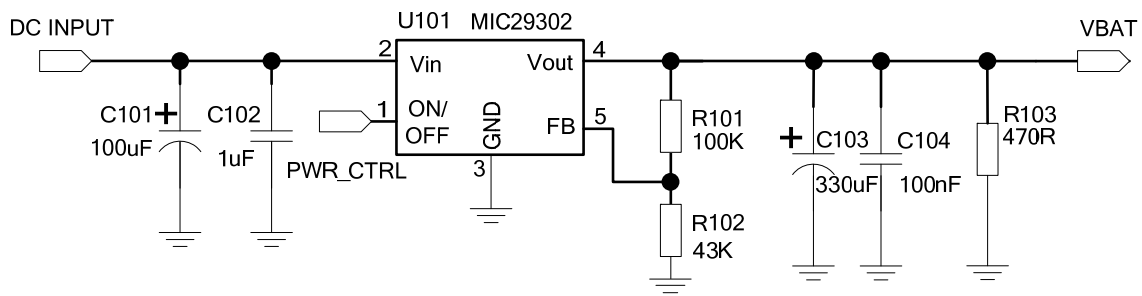 DC INPUT
U101 MIC29302
VBAT
2
Vin
Vout
4
C101
+
100uF
C102
1uF
1
ON/
OFF
PWR_CTRL
GND
3
FB
5
R101
100K
R102
43K
+
C103
330uF
C104
100nF
R103
470R